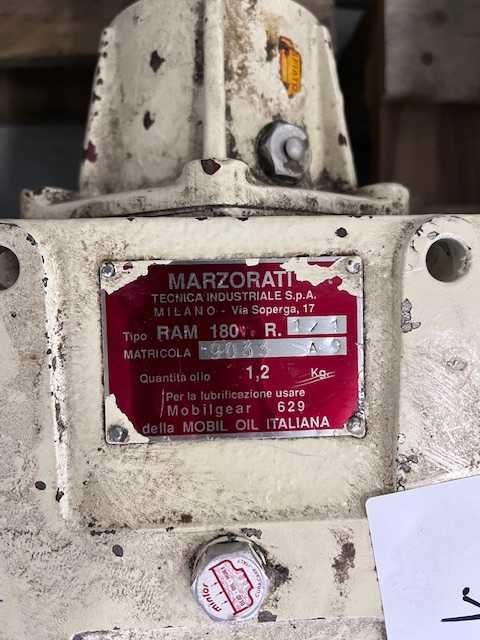 MARZORATI
TECNICA INDUSTRIALE S.p.A.
MILANO - Via Soperga, 17
Tipo RAM 180 R. 1/1
MATRICOLA
Quantità olio 1,2 Kg.
Per la lubrificazione usare
Mobilgear 629
della MOBIL OIL ITALIANA
mintor